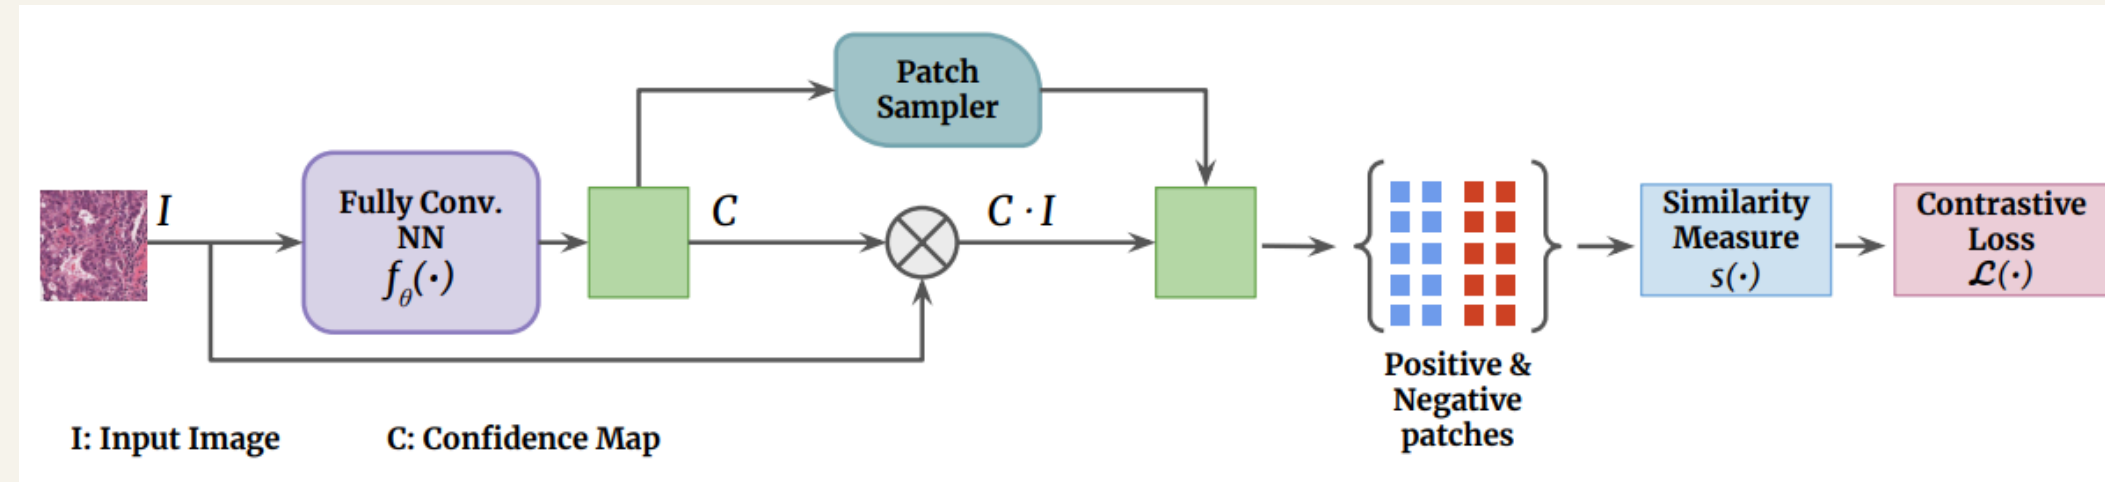 Patch
Sampler
I
Fully Conv.
NN
f_θ(·)
C
C · I
Similarity
Measure
s(·)
Contrastive
Loss
ℒ(·)
Positive &
Negative
patches
I: Input Image
C: Confidence Map